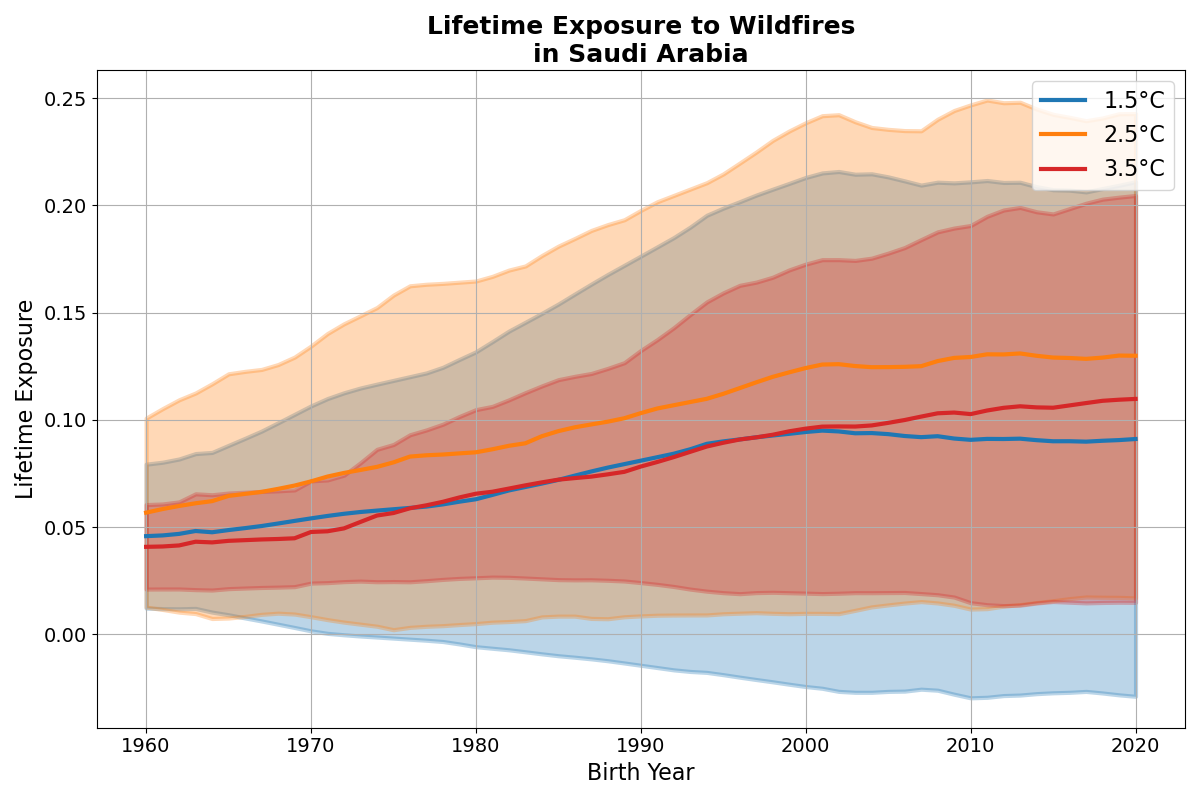 Lifetime Exposure to Wildfires
in Saudi Arabia
1.5°C
2.5°C
3.5°C
Lifetime Exposure
0.25
0.20
0.15
0.10
0.05
0.00
1960 1970 1980 1990 2000 2010 2020
Birth Year